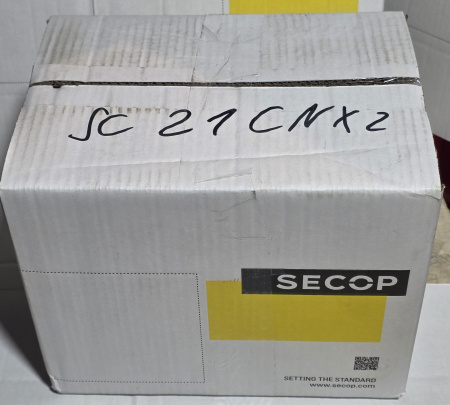 SC 21 CNX2
SECOP
SETTING THE STANDARD
www.secop.com